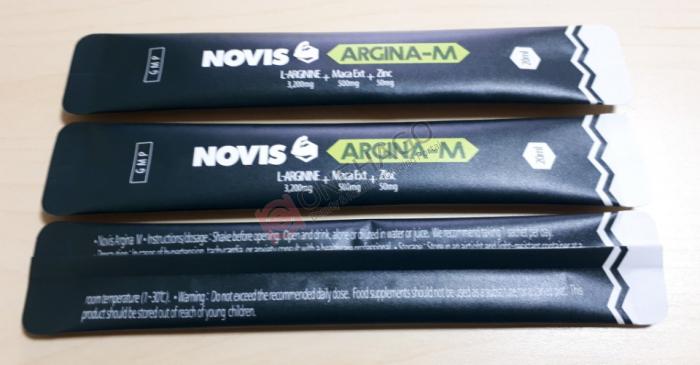 GMP
NOVIS ARGINA-M
20ml
L-ARGININE + Maca Ext + Zinc
3,200mg 500mg 50mg
GMP
NOVIS ARGINA-M
20ml
L-ARGININE + Maca Ext + Zinc
3,200mg 500mg 50mg
• Novis Argina M • Instructions/dosage : Shake before opening. Open and drink, alone or diluted in water or juice. We recommend taking 1 sachet per day.
room temperature (1~30℃). • Warning : Do not exceed the recommended daily dose. Food supplements should not be used as a substitute for a diet. This
product should be stored out of reach of young children.